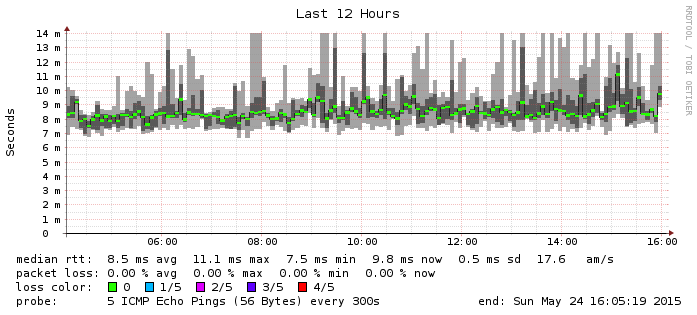 Last 12 Hours
RRDTOOL / TOBI OETIKER
Seconds
14 m
13 m
12 m
11 m
10 m
9 m
8 m
7 m
6 m
5 m
4 m
3 m
2 m
1 m
0
06:00 08:00 10:00 12:00 14:00 16:00
median rtt: 8.5 ms avg 11.1 ms max 7.5 ms min 9.8 ms now 0.5 ms sd 17.6 am/s
packet loss: 0.00 % avg 0.00 % max 0.00 % min 0.00 % now
loss color: 0 1/5 2/5 3/5 4/5
probe: 5 ICMP Echo Pings (56 Bytes) every 300s end: Sun May 24 16:05:19 2015